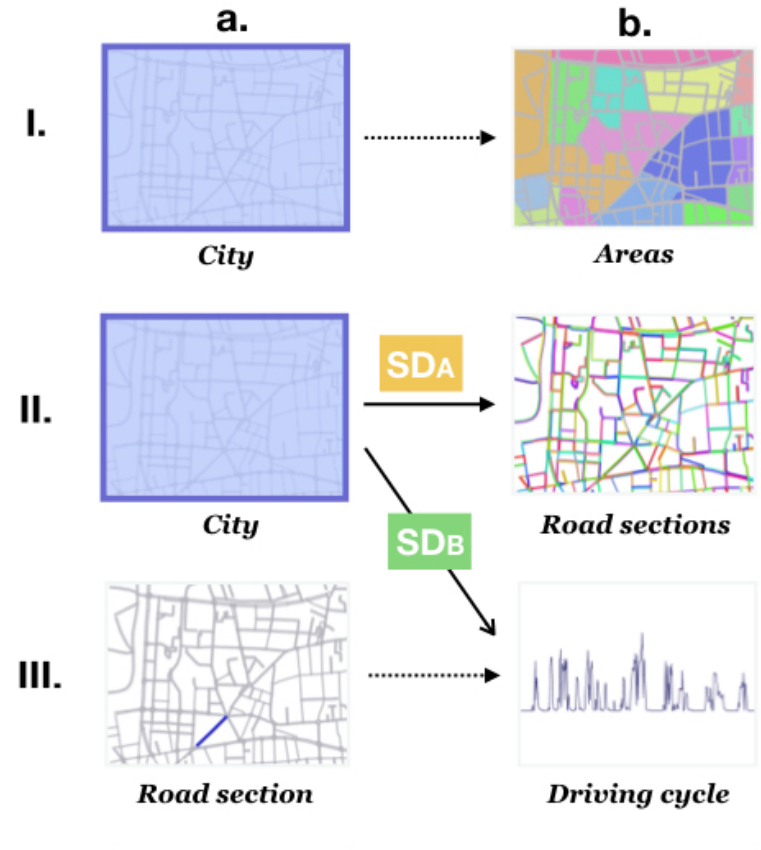 a.
b.
I.
City
Areas
II.
SDA
City
Road sections
SDB
III.
Road section
Driving cycle